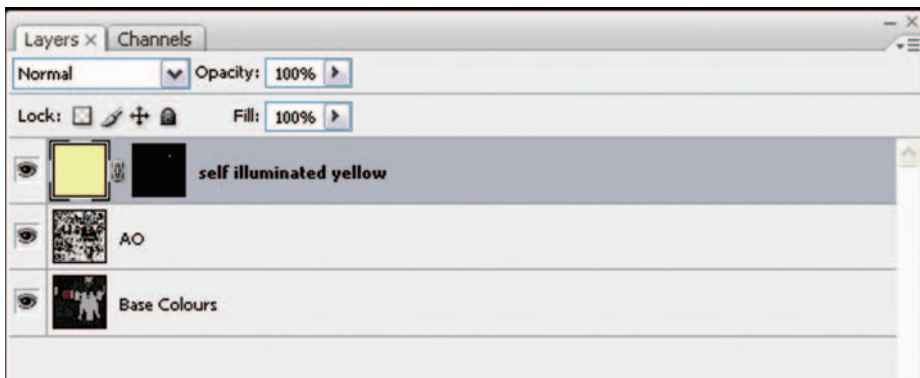 Layers × Channels
Normal Opacity: 100%
Lock: Fill: 100%
self illuminated yellow
AO
Base Colours